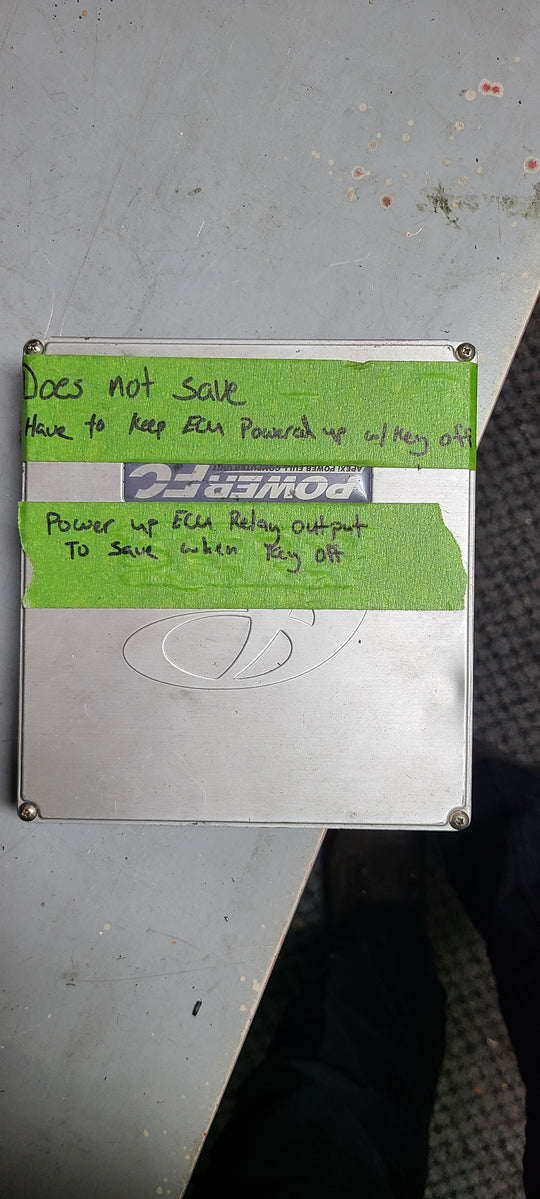 Does not save
Have to keep ECU Powered up w/ key off
APEXi POWER FULL COMPUTER UNIT
POWER FC
Power up ECU Relay output
To save when key off